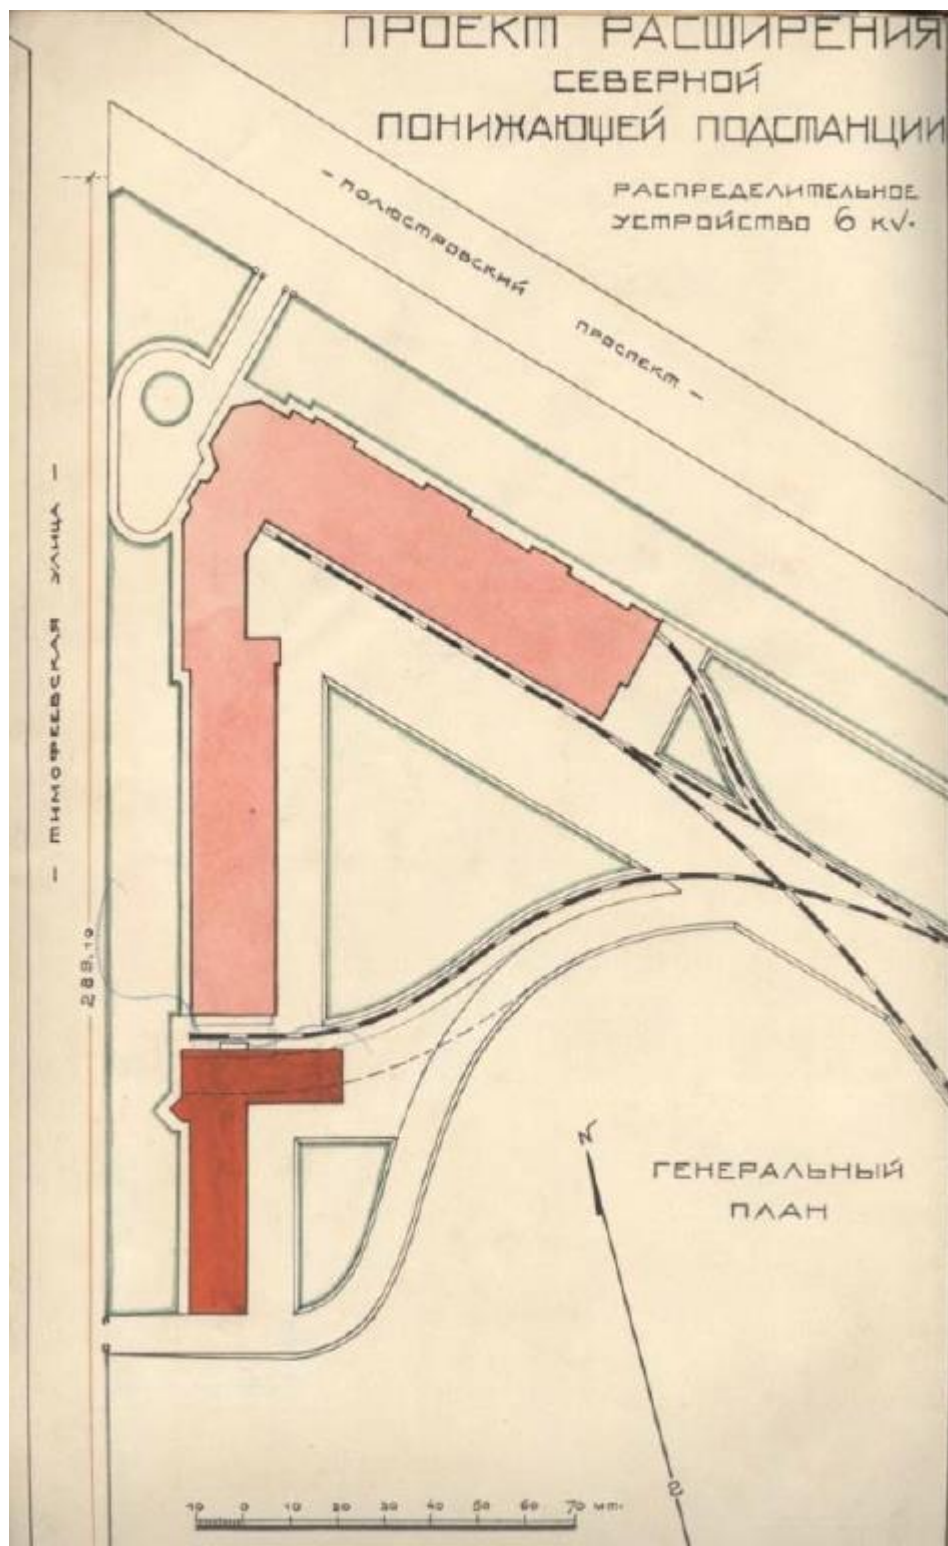 ПРОЕКТ РАСШИРЕНИЯ
СЕВЕРНОЙ
ПОНИЖАЮЩЕЙ ПОДСТАНЦИИ
РАСПРЕДЕЛИТЕЛЬНОЕ
УСТРОЙСТВО 6 KV.
- ПОЛЮСТРОВСКИЙ ПРОСПЕКТ -
- ТИМОФЕЕВСКАЯ УЛИЦА -
289,10
N
ГЕНЕРАЛЬНЫЙ
ПЛАН
S
10 0 10 20 30 40 50 60 70 мт.